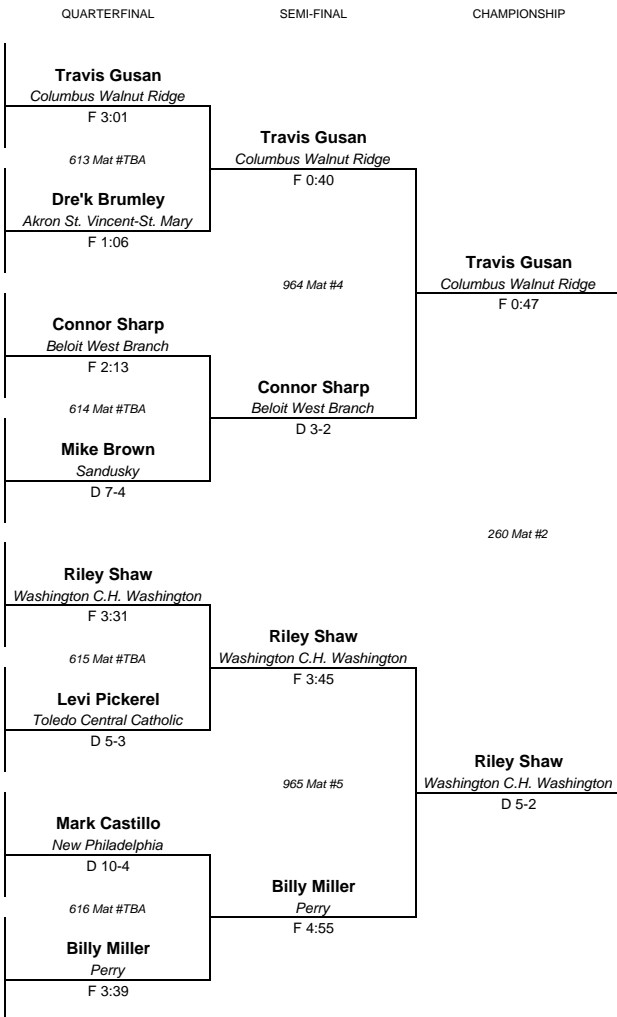 QUARTERFINAL
SEMI-FINAL
CHAMPIONSHIP
Travis Gusan
Columbus Walnut Ridge
F 3:01
613 Mat #TBA
Dre'k Brumley
Akron St. Vincent-St. Mary
F 1:06
Connor Sharp
Beloit West Branch
F 2:13
614 Mat #TBA
Mike Brown
Sandusky
D 7-4
Riley Shaw
Washington C.H. Washington
F 3:31
615 Mat #TBA
Levi Pickerel
Toledo Central Catholic
D 5-3
Mark Castillo
New Philadelphia
D 10-4
616 Mat #TBA
Billy Miller
Perry
F 3:39
Travis Gusan
Columbus Walnut Ridge
F 0:40
964 Mat #4
Connor Sharp
Beloit West Branch
D 3-2
Riley Shaw
Washington C.H. Washington
F 3:45
965 Mat #5
Billy Miller
Perry
F 4:55
Travis Gusan
Columbus Walnut Ridge
F 0:47
260 Mat #2
Riley Shaw
Washington C.H. Washington
D 5-2